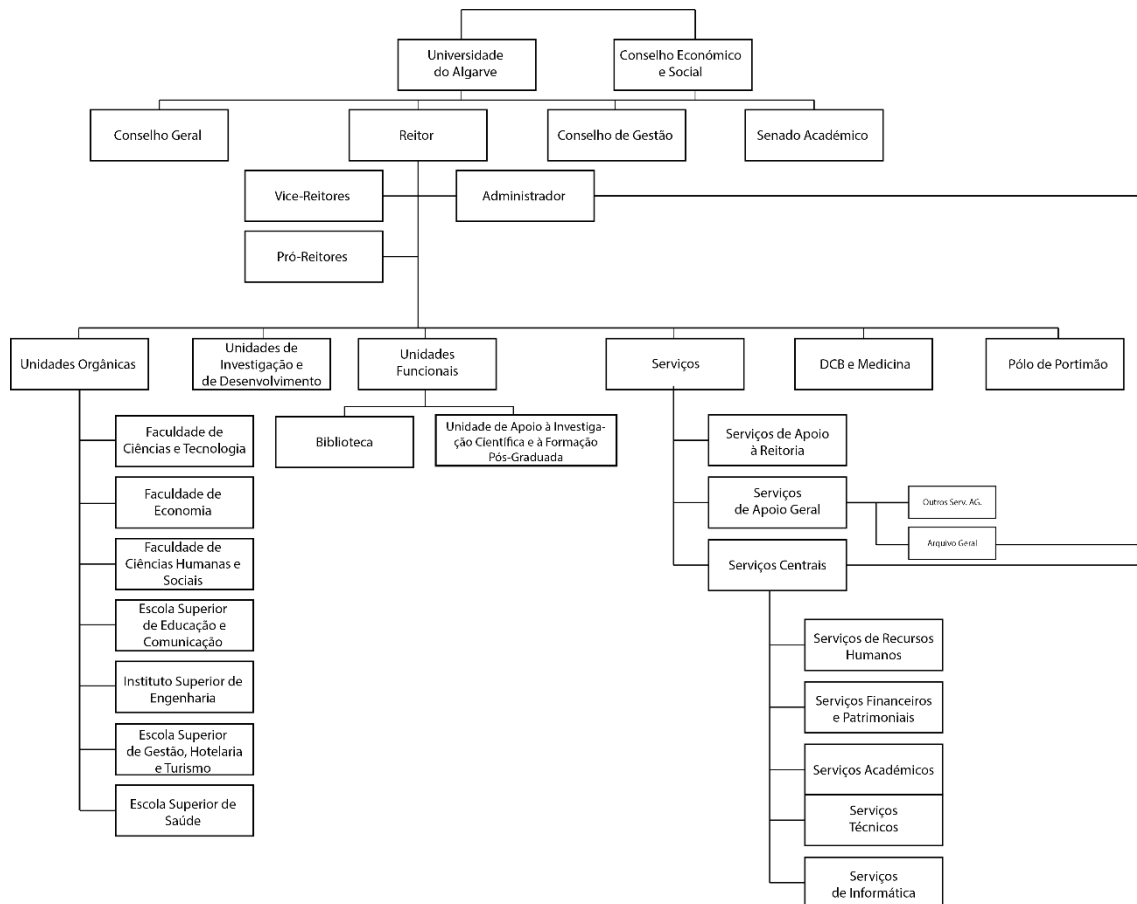 Universidade
do Algarve
Conselho Económico
e Social
Conselho Geral
Reitor
Conselho de Gestão
Senado Académico
Vice-Reitores
Administrador
Pró-Reitores
Unidades Orgânicas
Unidades de
Investigação e
de Desenvolvimento
Unidades
Funcionais
Serviços
DCB e Medicina
Pólo de Portimão
Faculdade de
Ciências e Tecnologia
Faculdade de
Economia
Faculdade de
Ciências Humanas e
Sociais
Escola Superior
de Educação e
Comunicação
Instituto Superior de
Engenharia
Escola Superior
de Gestão, Hotelaria
e Turismo
Escola Superior de
Saúde
Biblioteca
Unidade de Apoio à Investiga-
ção Científica e à Formação
Pós-Graduada
Serviços de Apoio
à Reitoria
Serviços
de Apoio Geral
Outros Serv. AG.
Arquivo Geral
Serviços Centrais
Serviços de Recursos
Humanos
Serviços Financeiros
e Patrimoniais
Serviços Académicos
Serviços
Técnicos
Serviços
de Informática